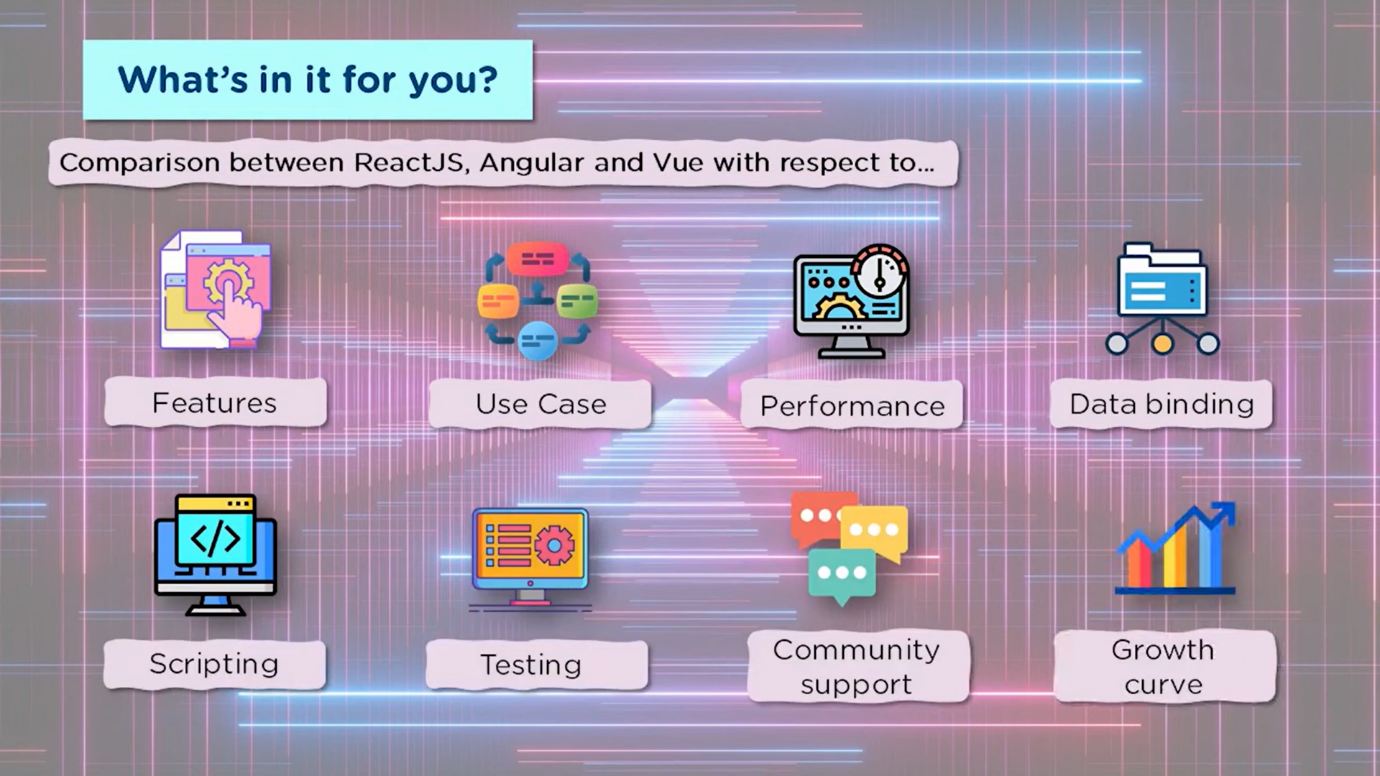 What's in it for you?
Comparison between ReactJS, Angular and Vue with respect to...
Features
Use Case
Performance
Data binding
Scripting
Testing
Community
support
Growth
curve